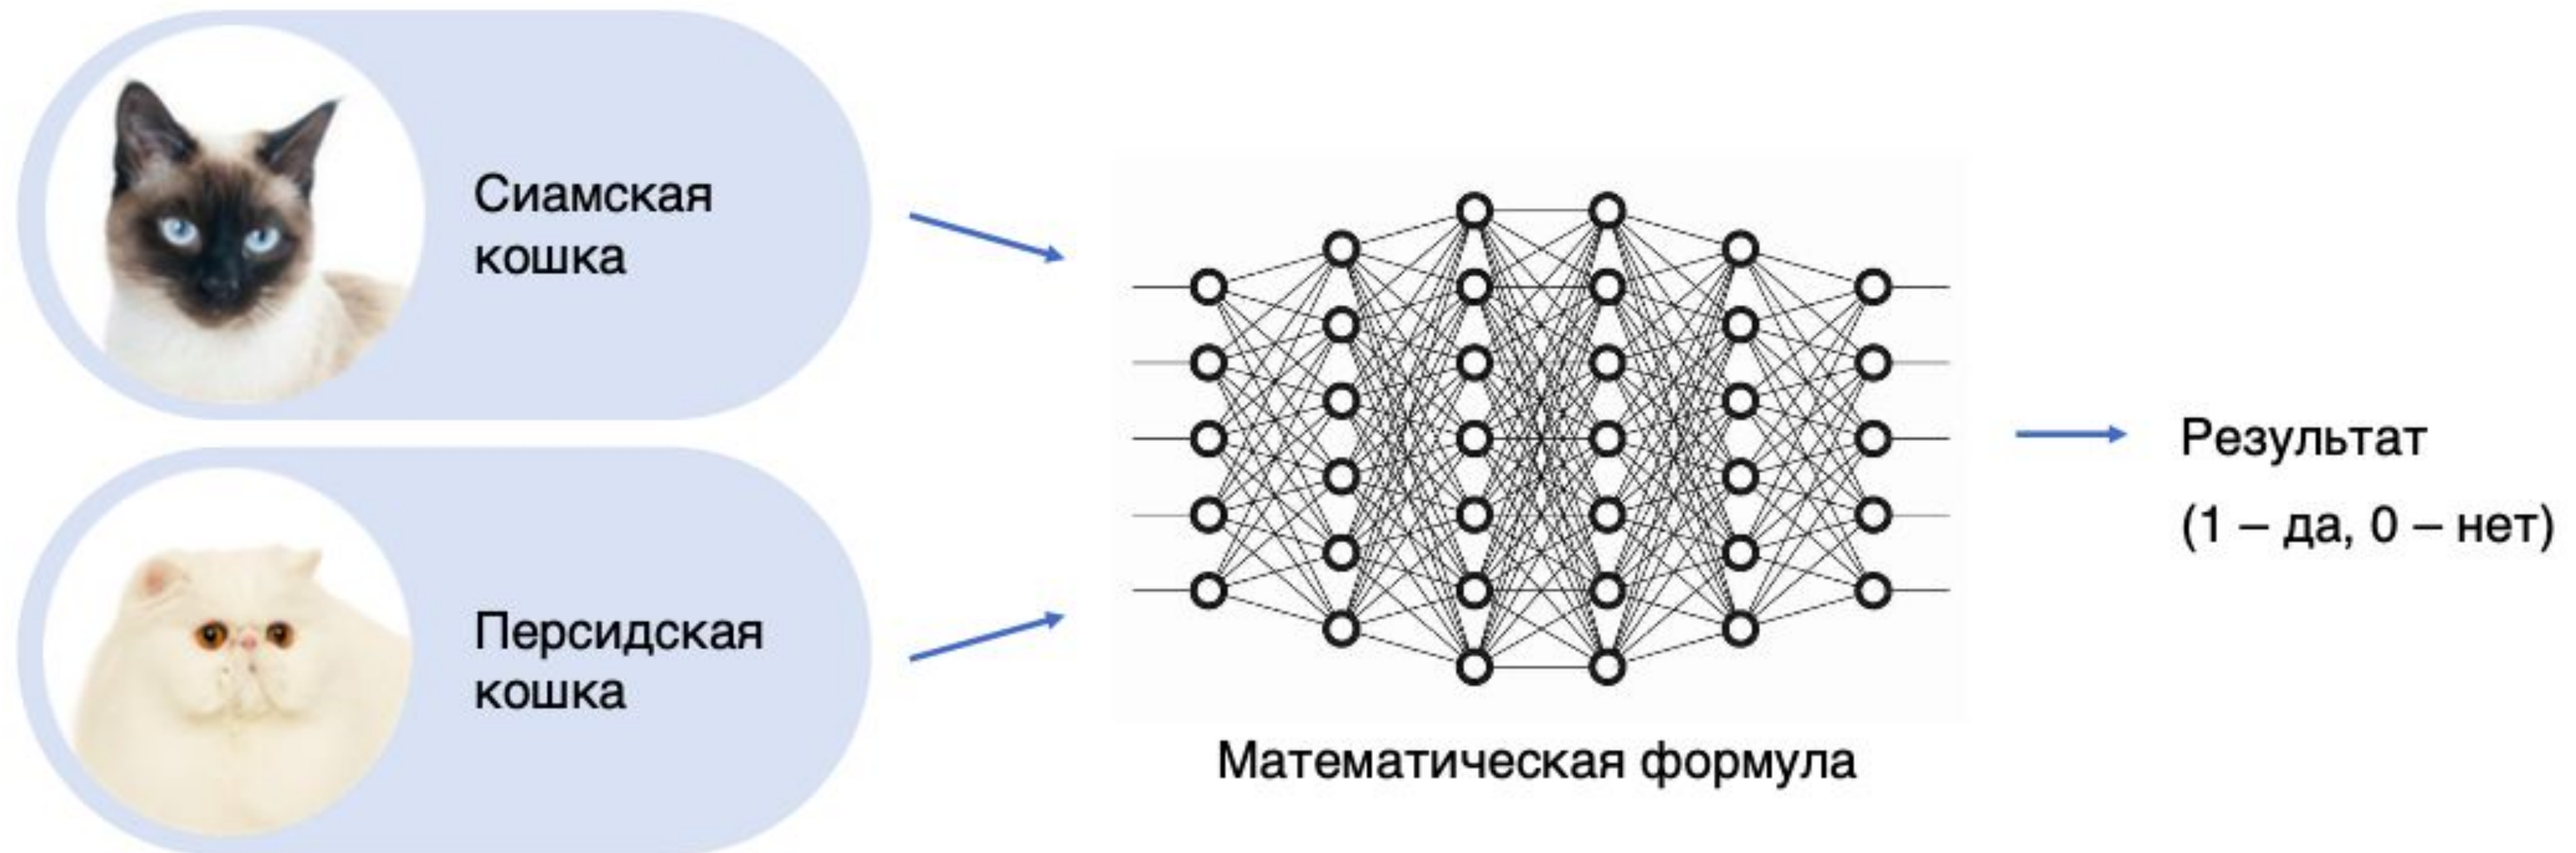 Сиамская
кошка
Персидская
кошка
Математическая формула
Результат
(1 – да, 0 – нет)